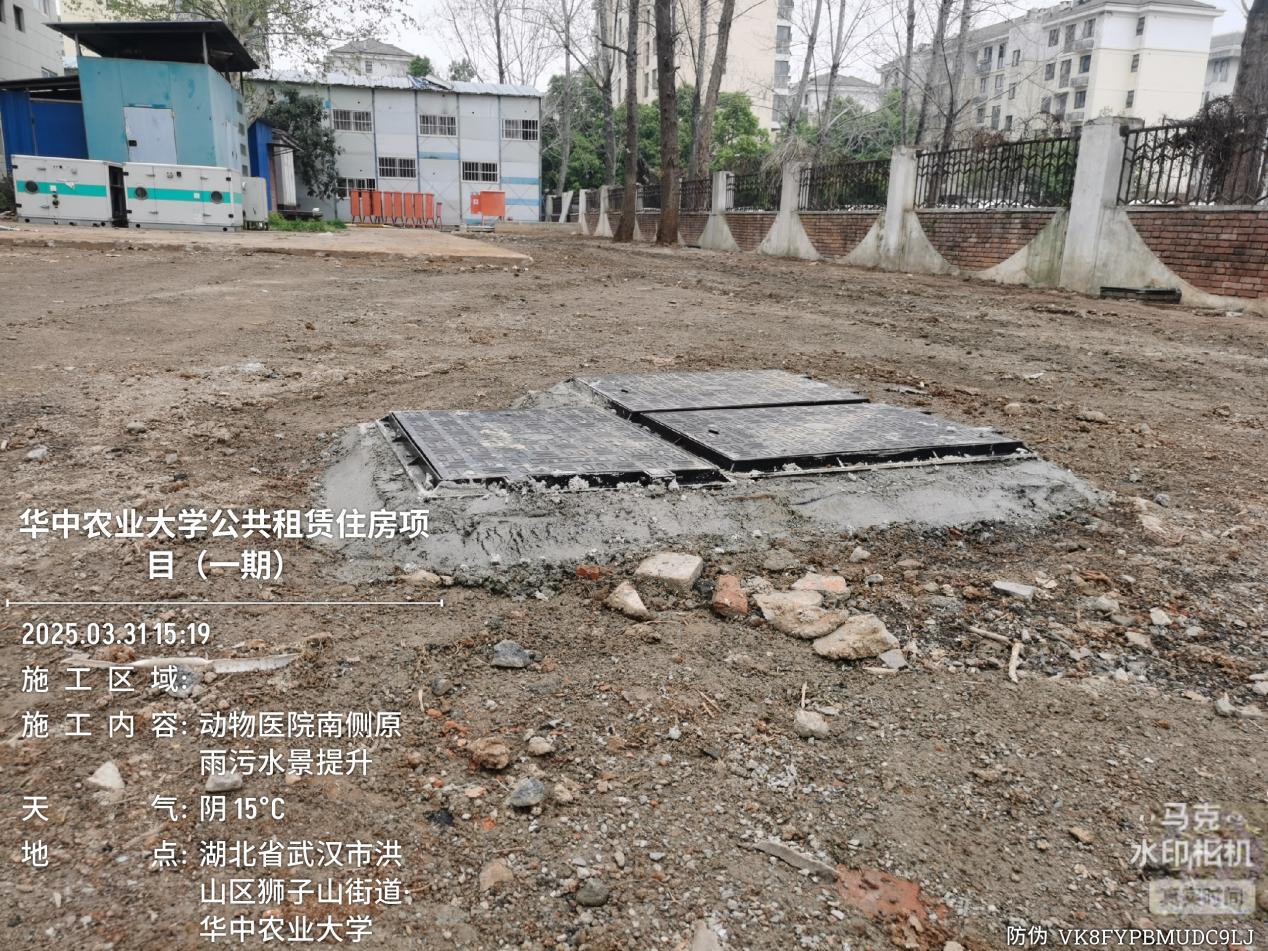 华中农业大学公共租赁住房项
目（一期）
2025.03.31 15:19
施工区域:
施工内容: 动物医院南侧原
雨污水景提升
天气: 阴 15°C
地点: 湖北省武汉市洪
山区狮子山街道·
华中农业大学
马克
水印相机
真实时间
防伪 VK8FYPBMUDC9LJ